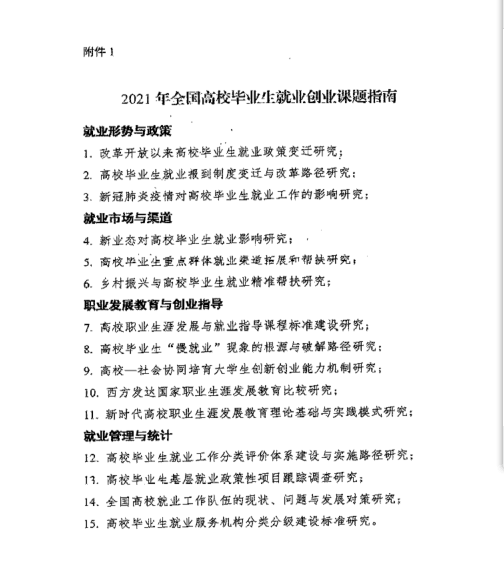 附件 1
2021 年全国高校毕业生就业创业课题指南
就业形势与政策
1. 改革开放以来高校毕业生就业政策变迁研究；
2. 高校毕业生就业报到制度变迁与改革路径研究；
3. 新冠肺炎疫情对高校毕业生就业工作的影响研究；
就业市场与渠道
4. 新业态对高校毕业生就业影响研究；
5. 高校毕业生重点群体就业渠道拓展和帮扶研究；
6. 乡村振兴与高校毕业生就业精准帮扶研究；
职业发展教育与创业指导
7. 高校职业生涯发展与就业指导课程标准建设研究；
8. 高校毕业生“慢就业”现象的根源与破解路径研究；
9. 高校—社会协同培育大学生创新创业能力机制研究；
10. 西方发达国家职业生涯发展教育比较研究；
11. 新时代高校职业生涯发展教育理论基础与实践模式研究；
就业管理与统计
12. 高校毕业生就业工作分类评价体系建设与实施路径研究；
13. 高校毕业生基层就业政策性项目跟踪调查研究；
14. 全国高校就业工作队伍的现状、问题与发展对策研究；
15. 高校毕业生就业服务机构分类分级建设标准研究。